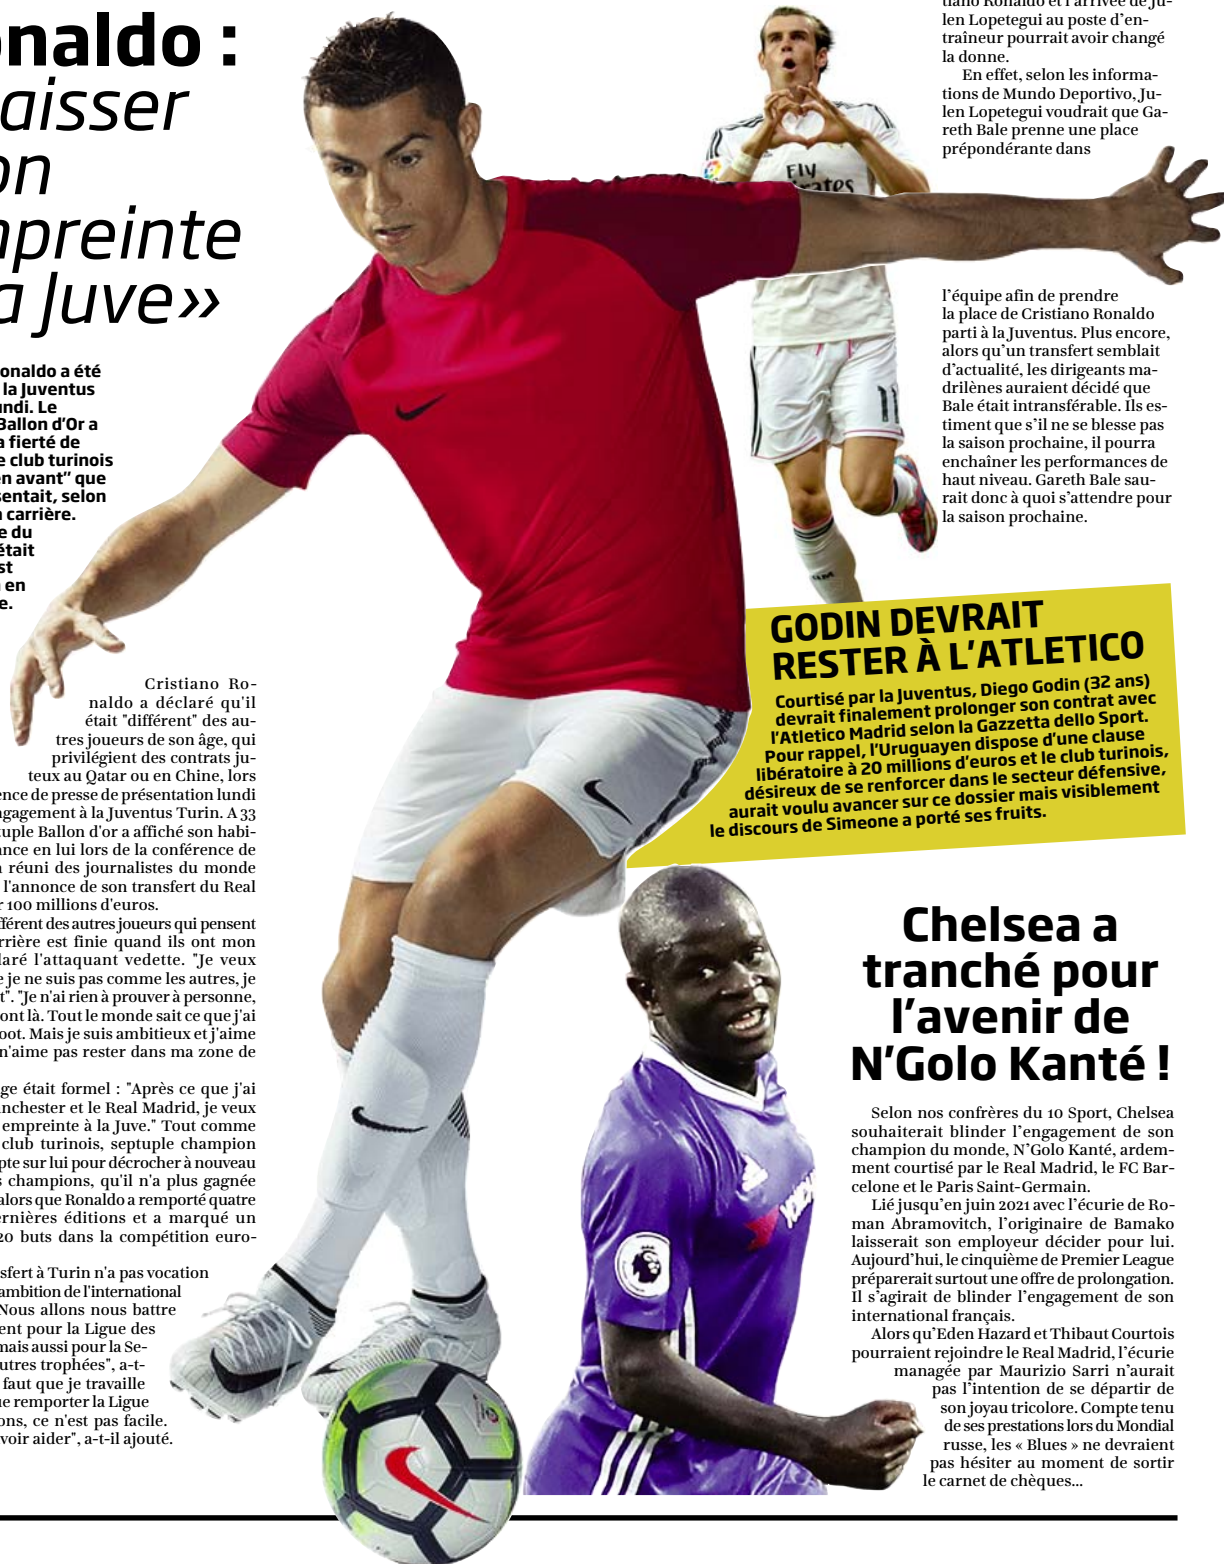 onaldo :
aisser
on
mpreinte
a Juve»
onaldo a été
la Juventus
undi. Le
Ballon d'Or a
a fierté de
e club turinois
en avant" que
sentait, selon
a carrière.
e du
était
st
en
e.
Cristiano Ro-
naldo a déclaré qu'il
était "différent" des au-
tres joueurs de son âge, qui
privilégient des contrats ju-
teux au Qatar ou en Chine, lors
ence de presse de présentation lundi
ngagement à la Juventus Turin. A 33
tuple Ballon d'or a affiché son habi-
ance en lui lors de la conférence de
a réuni des journalistes du monde
l'annonce de son transfert du Real
r 100 millions d'euros.
fférent des autres joueurs qui pensent
rrière est finie quand ils ont mon
laré l'attaquant vedette. "Je veux
e je ne suis pas comme les autres, je
t". "Je n'ai rien à prouver à personne,
ont là. Tout le monde sait ce que j'ai
oot. Mais je suis ambitieux et j'aime
n'aime pas rester dans ma zone de
ge était formel : "Après ce que j'ai
nchester et le Real Madrid, je veux
empreinte à la Juve." Tout comme
club turinois, septuple champion
pte sur lui pour décrocher à nouveau
s champions, qu'il n'a plus gagnée
alors que Ronaldo a remporté quatre
ernières éditions et a marqué un
20 buts dans la compétition euro-
sfert à Turin n'a pas vocation
ambition de l'international
Nous allons nous battre
ent pour la Ligue des
mais aussi pour la Se-
utres trophées", a-t-
faut que je travaille
ue remporter la Ligue
ons, ce n'est pas facile.
voir aider", a-t-il ajouté.
Fly
rates
11
tiano Ronaldo et l'arrivée de Ju-
len Lopetegui au poste d'en-
traîneur pourrait avoir changé
la donne.
En effet, selon les informa-
tions de Mundo Deportivo, Ju-
len Lopetegui voudrait que Ga-
reth Bale prenne une place
prépondérante dans
l'équipe afin de prendre
la place de Cristiano Ronaldo
parti à la Juventus. Plus encore,
alors qu'un transfert semblait
d'actualité, les dirigeants ma-
drilènes auraient décidé que
Bale était intransférable. Ils es-
timent que s'il ne se blesse pas
la saison prochaine, il pourra
enchaîner les performances de
haut niveau. Gareth Bale sau-
rait donc à quoi s'attendre pour
la saison prochaine.
GODIN DEVRAIT
RESTER À L'ATLETICO
Courtisé par la Juventus, Diego Godin (32 ans)
devrait finalement prolonger son contrat avec
l'Atletico Madrid selon la Gazzetta dello Sport.
Pour rappel, l'Uruguayen dispose d'une clause
libératoire à 20 millions d'euros et le club turinois,
désireux de se renforcer dans le secteur défensive,
aurait voulu avancer sur ce dossier mais visiblement
le discours de Simeone a porté ses fruits.
Chelsea a
tranché pour
l'avenir de
N'Golo Kanté !
Selon nos confrères du 10 Sport, Chelsea
souhaiterait blinder l'engagement de son
champion du monde, N'Golo Kanté, ardem-
ment courtisé par le Real Madrid, le FC Bar-
celone et le Paris Saint-Germain.
Lié jusqu'en juin 2021 avec l'écurie de Ro-
man Abramovitch, l'originaire de Bamako
laisserait son employeur décider pour lui.
Aujourd'hui, le cinquième de Premier League
préparerait surtout une offre de prolongation.
Il s'agirait de blinder l'engagement de son
international français.
Alors qu'Eden Hazard et Thibaut Courtois
pourraient rejoindre le Real Madrid, l'écurie
managée par Maurizio Sarri n'aurait
pas l'intention de se départir de
son joyau tricolore. Compte tenu
de ses prestations lors du Mondial
russe, les « Blues » ne devraient
pas hésiter au moment de sortir
le carnet de chèques...